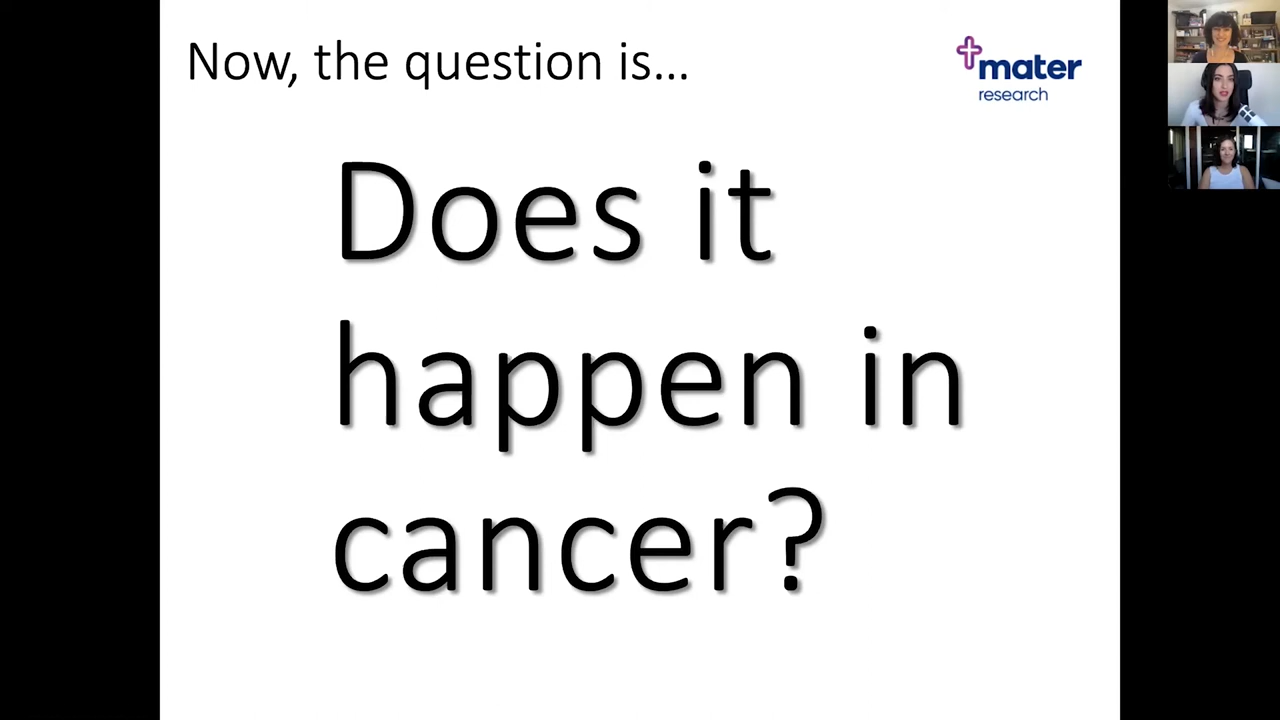 Now, the question is...
mater
research
Does it
happen in
cancer?